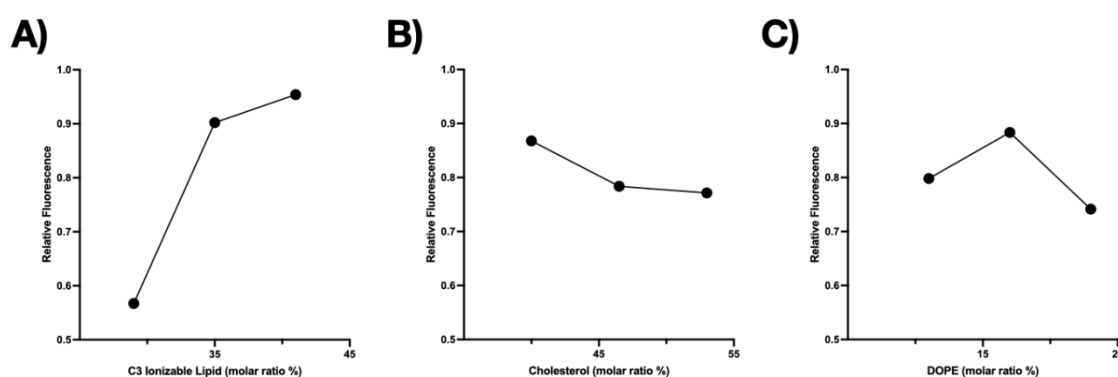 A) B) C)
1.0 1.0 1.0
0.9 0.9 0.9
0.8 0.8 0.8
0.7 0.7 0.7
0.6 0.6 0.6
0.5 0.5 0.5
Relative Fluorescence Relative Fluorescence Relative Fluorescence
35 45 45 55 15
C3 Ionizable Lipid (molar ratio %) Cholesterol (molar ratio %) DOPE (molar ratio %)